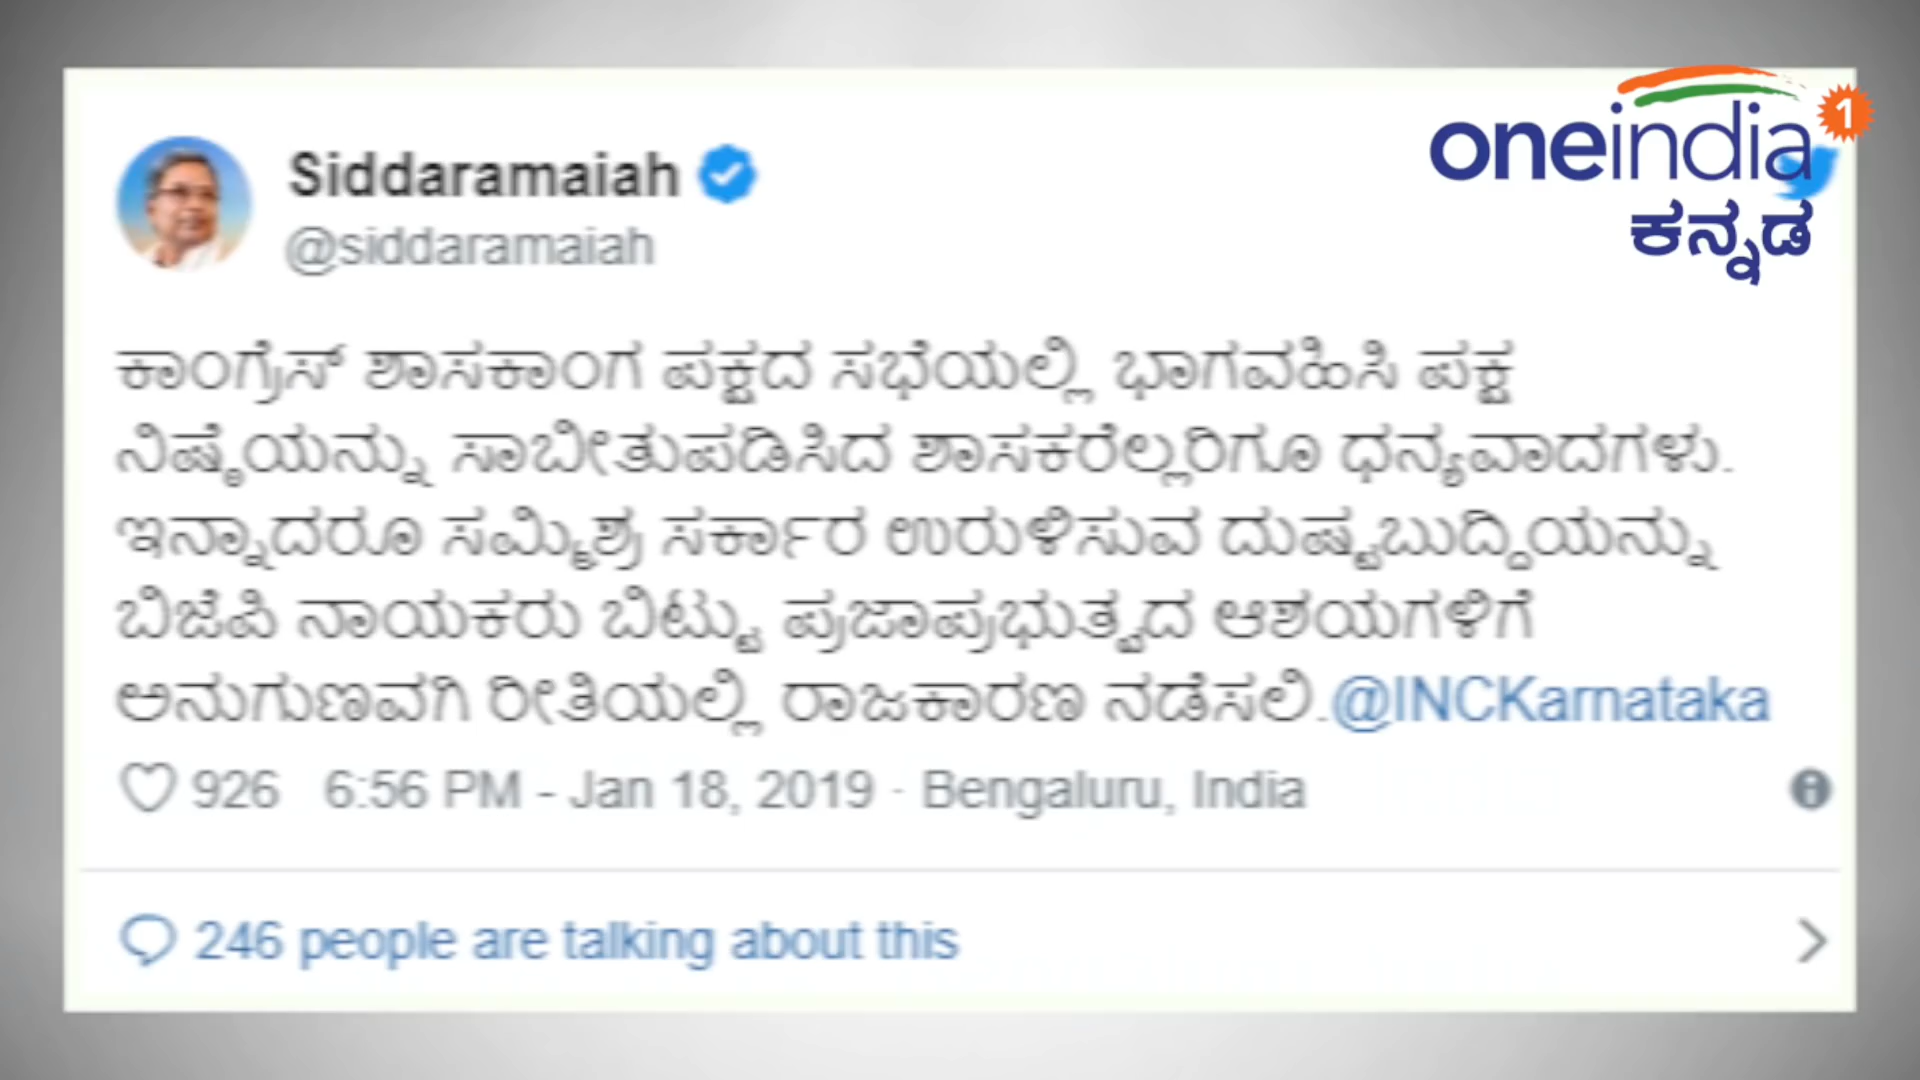 oneindia 1
ಕನ್ನಡ
Siddaramaiah
@siddaramaiah
ಕಾಂಗ್ರೆಸ್ ಶಾಸಕಾಂಗ ಪಕ್ಷದ ಸಭೆಯಲ್ಲಿ ಭಾಗವಹಿಸಿ ಪಕ್ಷ
ನಿಷ್ಠೆಯನ್ನು ಸಾಬೀತುಪಡಿಸಿದ ಶಾಸಕರೆಲ್ಲರಿಗೂ ಧನ್ಯವಾದಗಳು.
ಇನ್ನಾದರೂ ಸಮ್ಮಿಶ್ರ ಸರ್ಕಾರ ಉರುಳಿಸುವ ದುಷ್ಟಬುದ್ದಿಯನ್ನು
ಬಿಜೆಪಿ ನಾಯಕರು ಬಿಟ್ಟು ಪ್ರಜಾಪ್ರಭುತ್ವದ ಆಶಯಗಳಿಗೆ
ಅನುಗುಣವಗಿ ರೀತಿಯಲ್ಲಿ ರಾಜಕಾರಣ ನಡೆಸಲಿ.@INCKarnataka
926 6:56 PM - Jan 18, 2019 · Bengaluru, India
246 people are talking about this